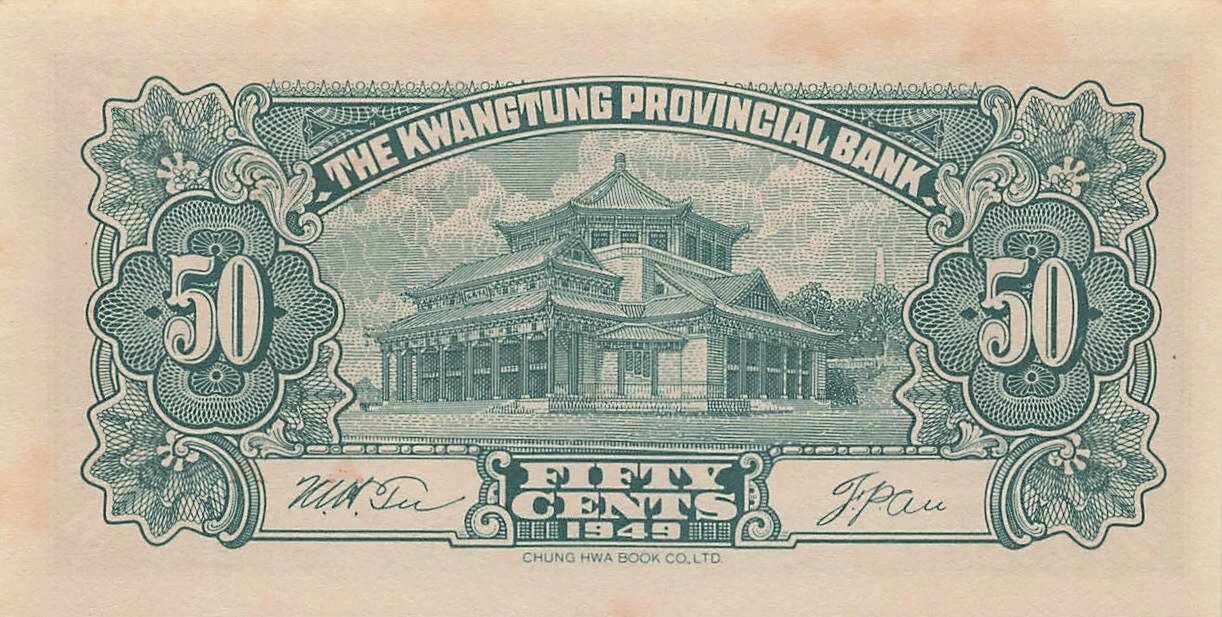 THE KWANGTUNG PROVINCIAL BANK
50 50
FIFTY
CENTS
1949
CHUNG HWA BOOK CO., LTD.